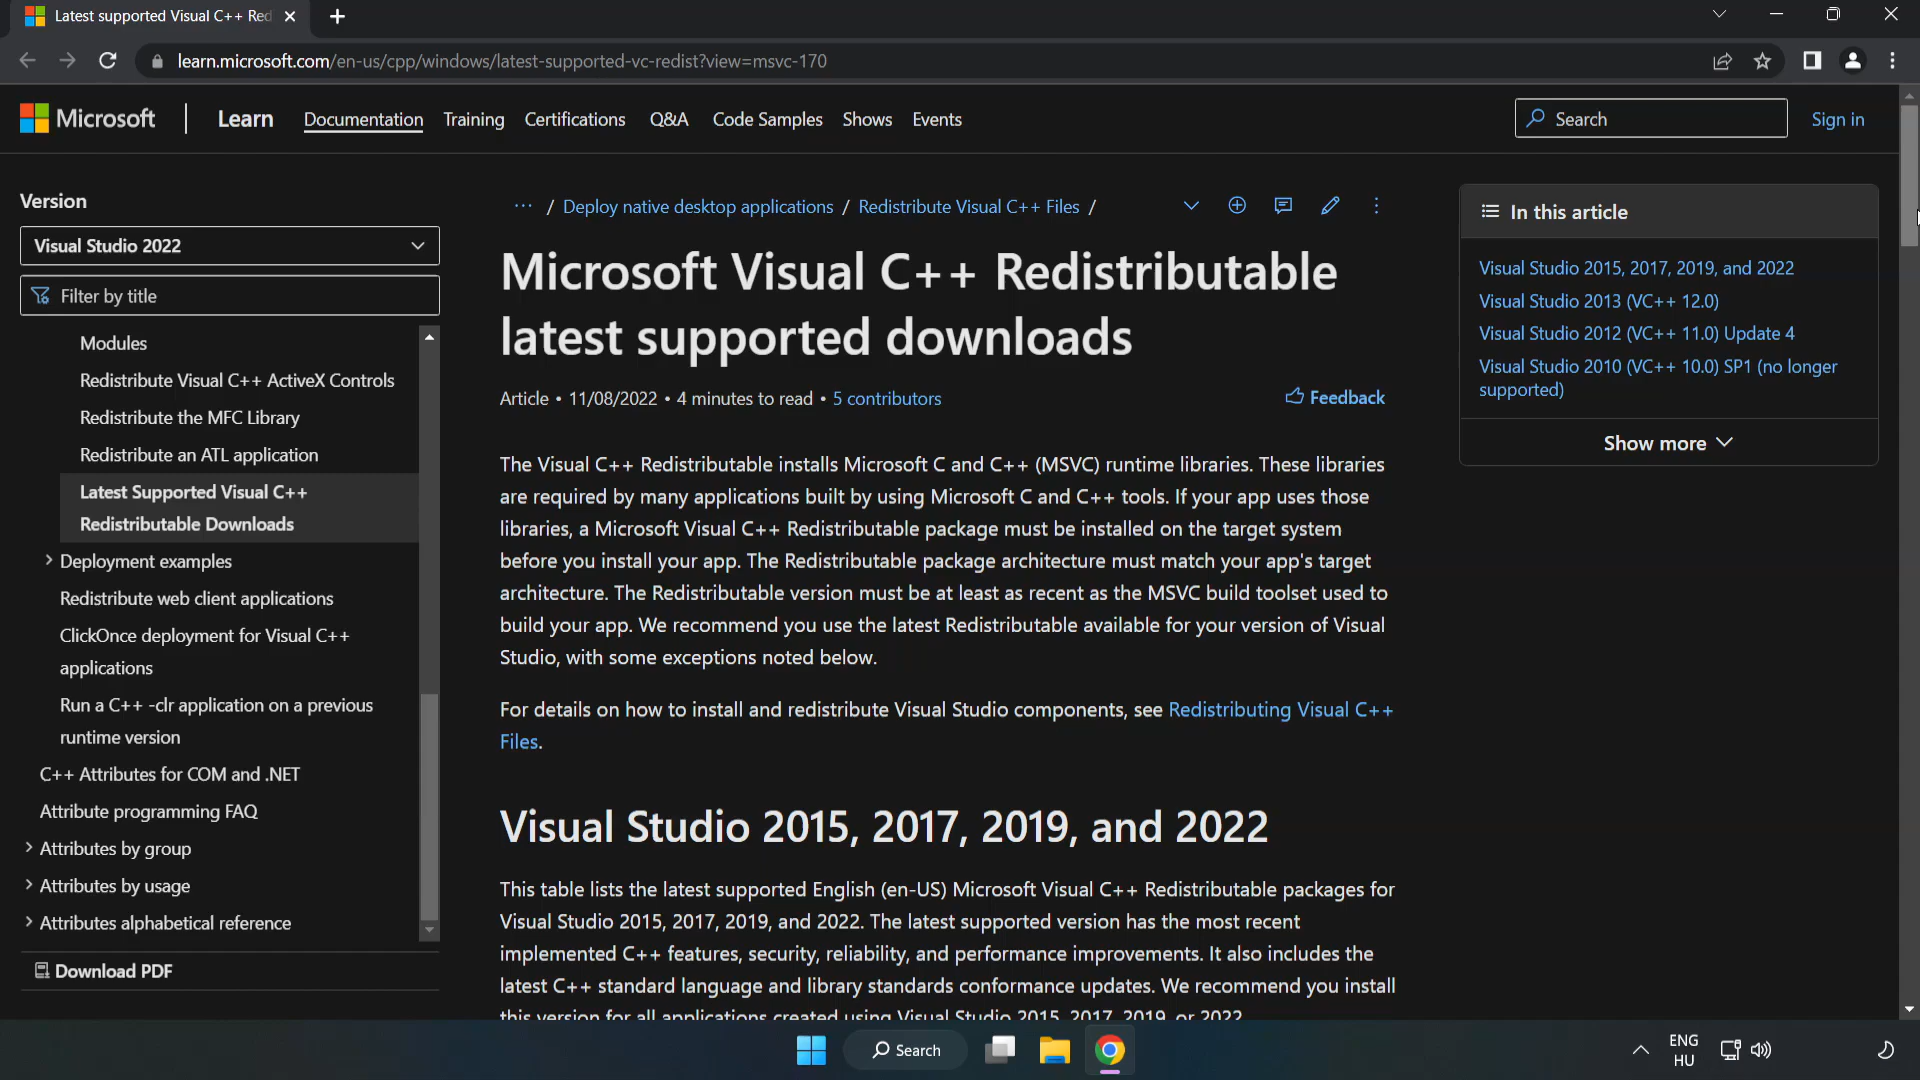 Latest supported Visual C++ Red
learn.microsoft.com/en-us/cpp/windows/latest-supported-vc-redist?view=msvc-170
Microsoft
Learn
Documentation
Training
Certifications
Q&A
Code Samples
Shows
Events
Search
Sign in
Version
Visual Studio 2022
Filter by title
Modules
Redistribute Visual C++ ActiveX Controls
Redistribute the MFC Library
Redistribute an ATL application
Latest Supported Visual C++
Redistributable Downloads
Deployment examples
Redistribute web client applications
ClickOnce deployment for Visual C++
applications
Run a C++ -clr application on a previous
runtime version
C++ Attributes for COM and .NET
Attribute programming FAQ
Attributes by group
Attributes by usage
Attributes alphabetical reference
Download PDF
... / Deploy native desktop applications / Redistribute Visual C++ Files /
Microsoft Visual C++ Redistributable
latest supported downloads
Article • 11/08/2022 • 4 minutes to read • 5 contributors
Feedback
The Visual C++ Redistributable installs Microsoft C and C++ (MSVC) runtime libraries. These libraries
are required by many applications built by using Microsoft C and C++ tools. If your app uses those
libraries, a Microsoft Visual C++ Redistributable package must be installed on the target system
before you install your app. The Redistributable package architecture must match your app's target
architecture. The Redistributable version must be at least as recent as the MSVC build toolset used to
build your app. We recommend you use the latest Redistributable available for your version of Visual
Studio, with some exceptions noted below.
For details on how to install and redistribute Visual Studio components, see Redistributing Visual C++
Files.
Visual Studio 2015, 2017, 2019, and 2022
This table lists the latest supported English (en-US) Microsoft Visual C++ Redistributable packages for
Visual Studio 2015, 2017, 2019, and 2022. The latest supported version has the most recent
implemented C++ features, security, reliability, and performance improvements. It also includes the
latest C++ standard language and library standards conformance updates. We recommend you install
this version for all applications created using Visual Studio 2015, 2017, 2019, or 2022.
In this article
Visual Studio 2015, 2017, 2019, and 2022
Visual Studio 2013 (VC++ 12.0)
Visual Studio 2012 (VC++ 11.0) Update 4
Visual Studio 2010 (VC++ 10.0) SP1 (no longer
supported)
Show more
Search
ENG
HU